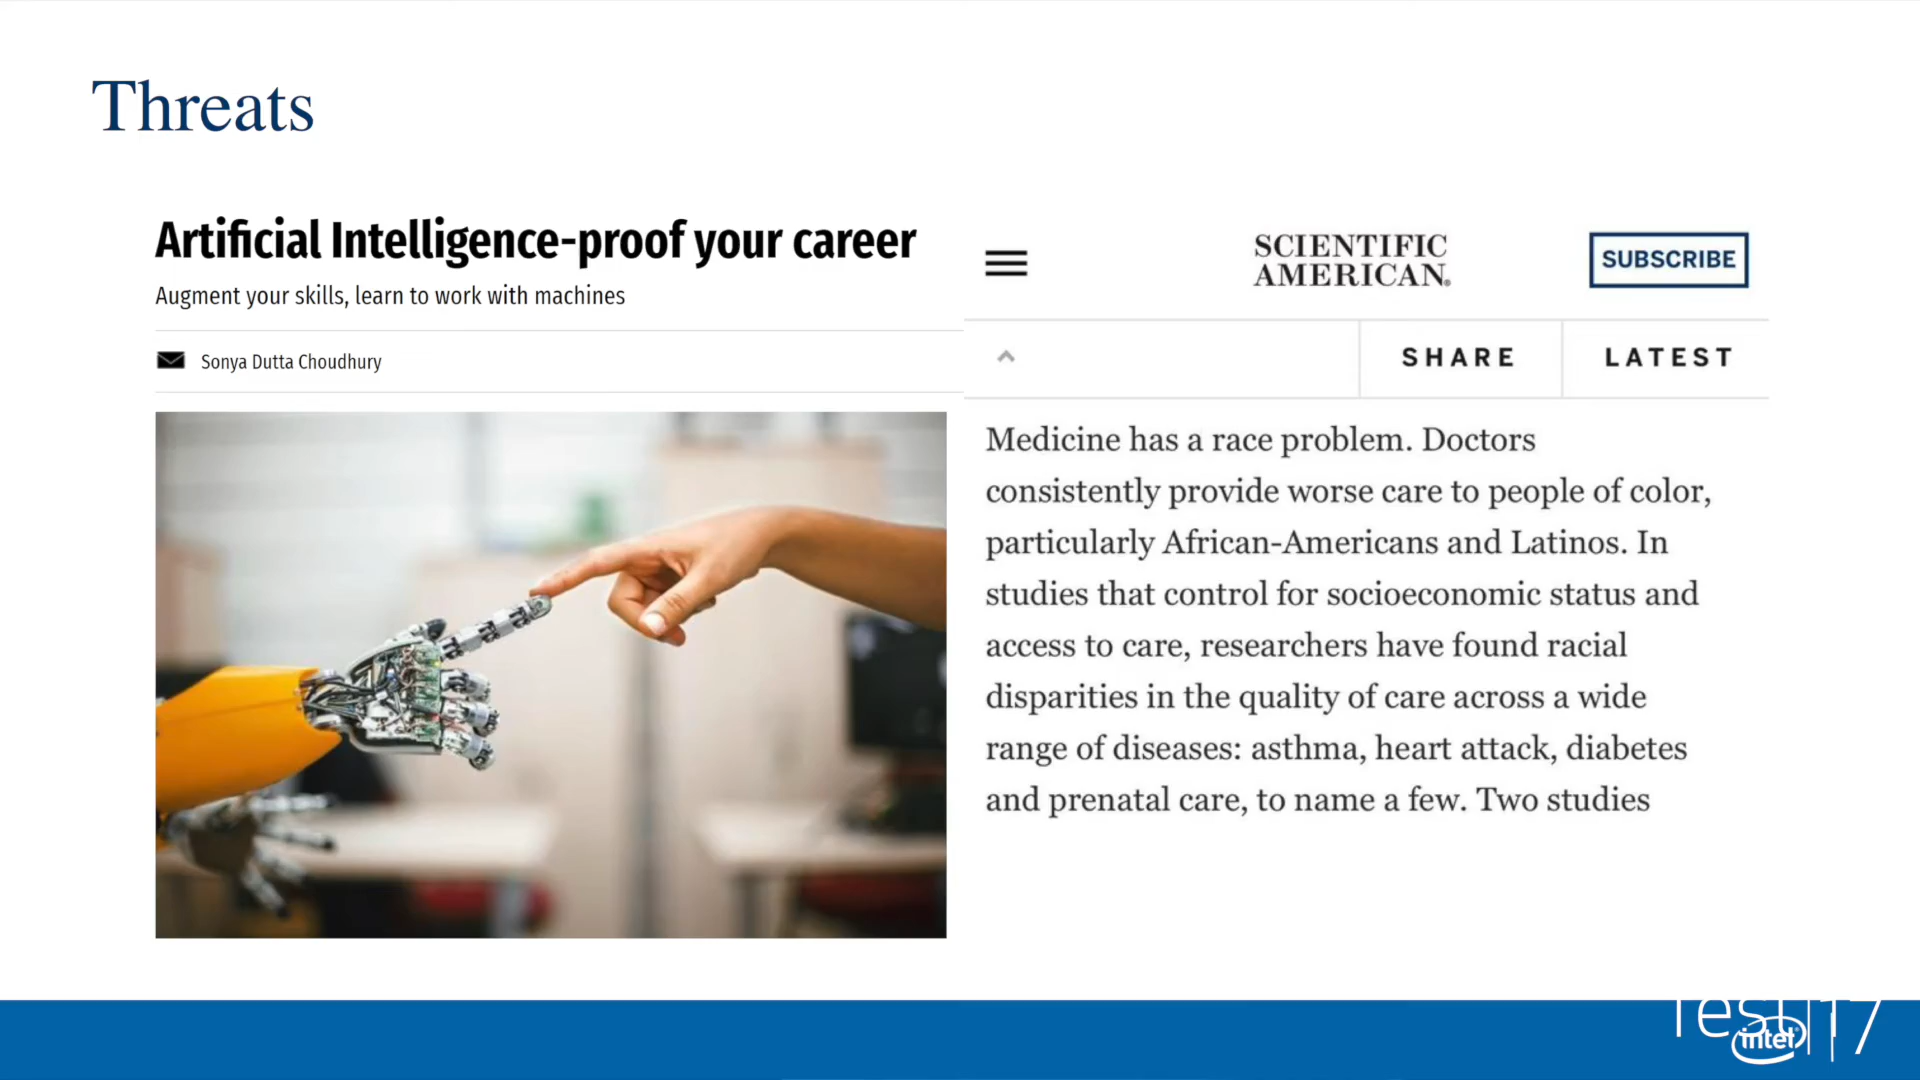 Threats
Artificial Intelligence-proof your career
Augment your skills, learn to work with machines
Sonya Dutta Choudhury
SCIENTIFIC
AMERICAN®
SUBSCRIBE
SHARE
LATEST
Medicine has a race problem. Doctors
consistently provide worse care to people of color,
particularly African-Americans and Latinos. In
studies that control for socioeconomic status and
access to care, researchers have found racial
disparities in the quality of care across a wide
range of diseases: asthma, heart attack, diabetes
and prenatal care, to name a few. Two studies
Test 17
intel